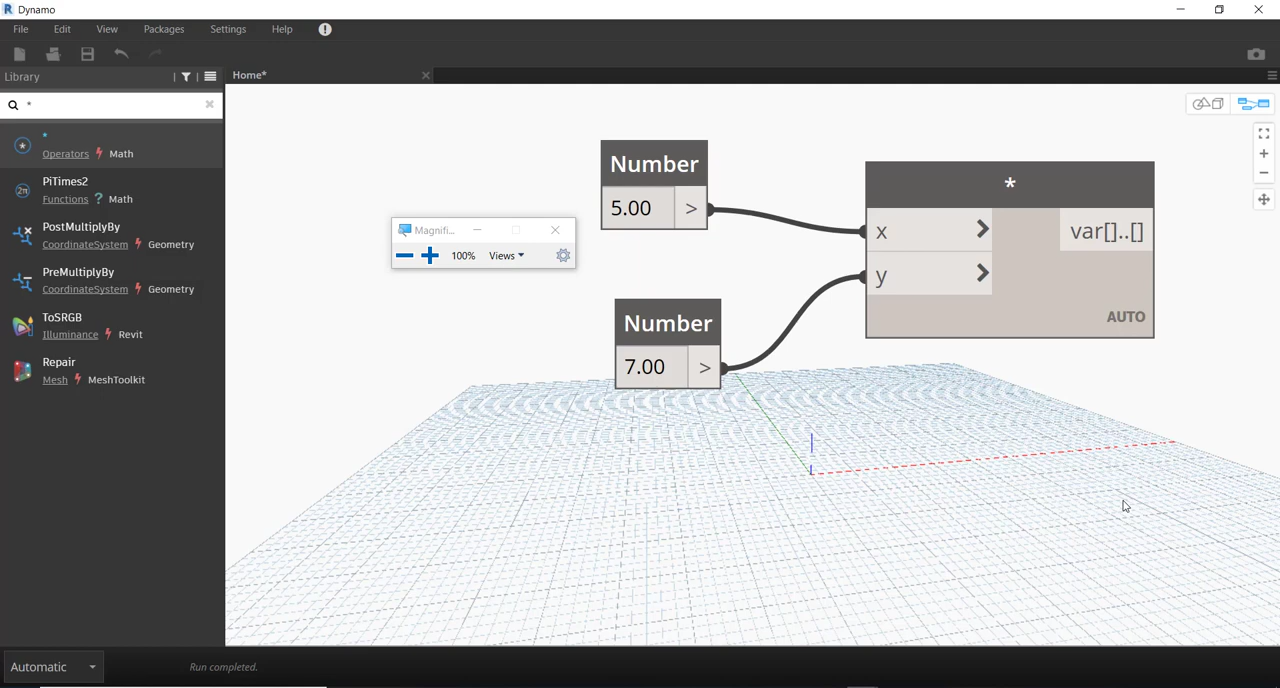 Dynamo
File Edit View Packages Settings Help
Library
Home*
*
*
Operators Math
PiTimes2
Functions ? Math
PostMultiplyBy
CoordinateSystem Geometry
PreMultiplyBy
CoordinateSystem Geometry
ToSRGB
Illuminance Revit
Repair
Mesh MeshToolkit
Number
5.00 >
Magnifi...
100% Views
Number
7.00 >
*
x > var[]..[]
y >
AUTO
Automatic Run completed.